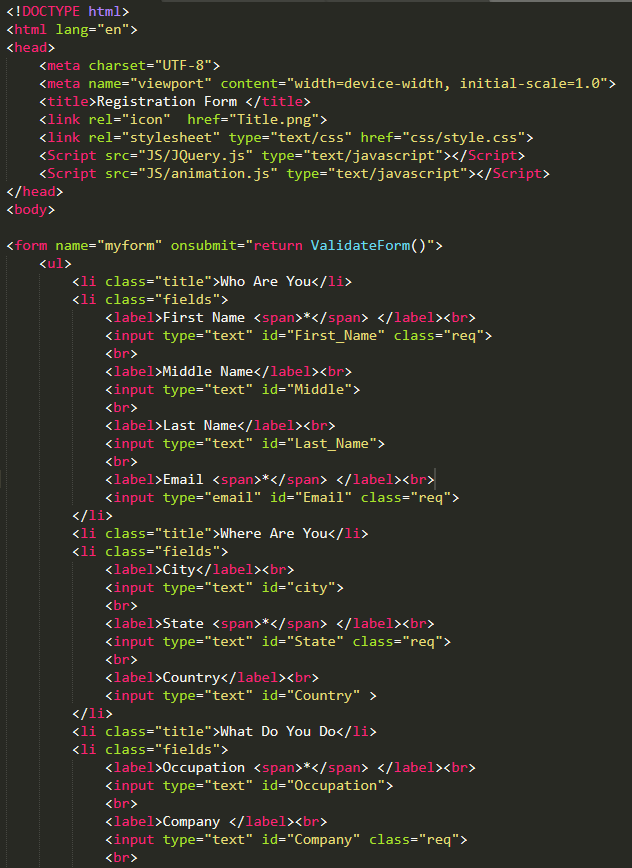 <!DOCTYPE html>
<html lang="en">
<head>
    <meta charset="UTF-8">
    <meta name="viewport" content="width=device-width, initial-scale=1.0">
    <title>Registration Form </title>
    <link rel="icon"  href="Title.png">
    <link rel="stylesheet" type="text/css" href="css/style.css">
    <Script src="JS/JQuery.js" type="text/javascript"></Script>
    <Script src="JS/animation.js" type="text/javascript"></Script>
</head>
<body>

<form name="myform" onsubmit="return ValidateForm()">
    <ul>
        <li class="title">Who Are You</li>
        <li class="fields">
            <label>First Name <span>*</span> </label><br>
            <input type="text" id="First_Name" class="req">
            <br>
            <label>Middle Name</label><br>
            <input type="text" id="Middle">
            <br>
            <label>Last Name</label><br>
            <input type="text" id="Last_Name">
            <br>
            <label>Email <span>*</span> </label><br>
            <input type="email" id="Email" class="req">
        </li>
        <li class="title">Where Are You</li>
        <li class="fields">
            <label>City</label><br>
            <input type="text" id="city">
            <br>
            <label>State <span>*</span> </label><br>
            <input type="text" id="State" class="req">
            <br>
            <label>Country</label><br>
            <input type="text" id="Country" >
        </li>
        <li class="title">What Do You Do</li>
        <li class="fields">
            <label>Occupation <span>*</span> </label><br>
            <input type="text" id="Occupation">
            <br>
            <label>Company </label><br>
            <input type="text" id="Company" class="req">
            <br>